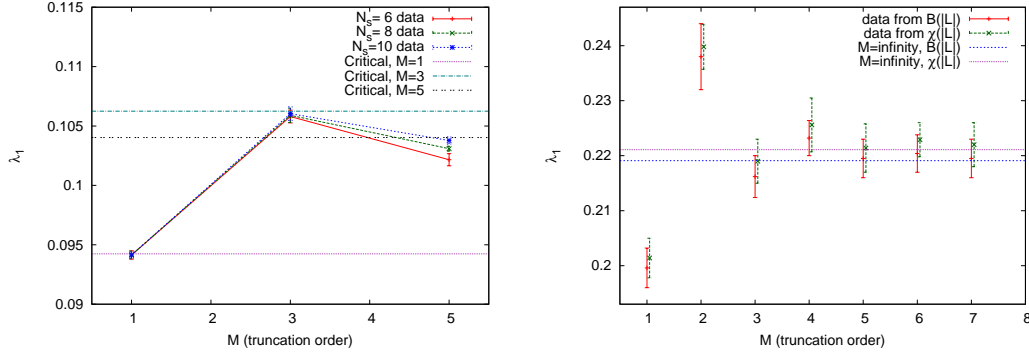 0.115
0.11
0.105
0.1
0.095
0.09
λ1
1 2 3 4 5
M (truncation order)
Ns= 6 data
Ns= 8 data
Ns=10 data
Critical, M=1
Critical, M=3
Critical, M=5
0.24
0.23
0.22
0.21
0.2
λ1
1 2 3 4 5 6 7 8
M (truncation order)
data from B(|L|)
data from χ(|L|)
M=infinity, B(|L|)
M=infinity, χ(|L|)